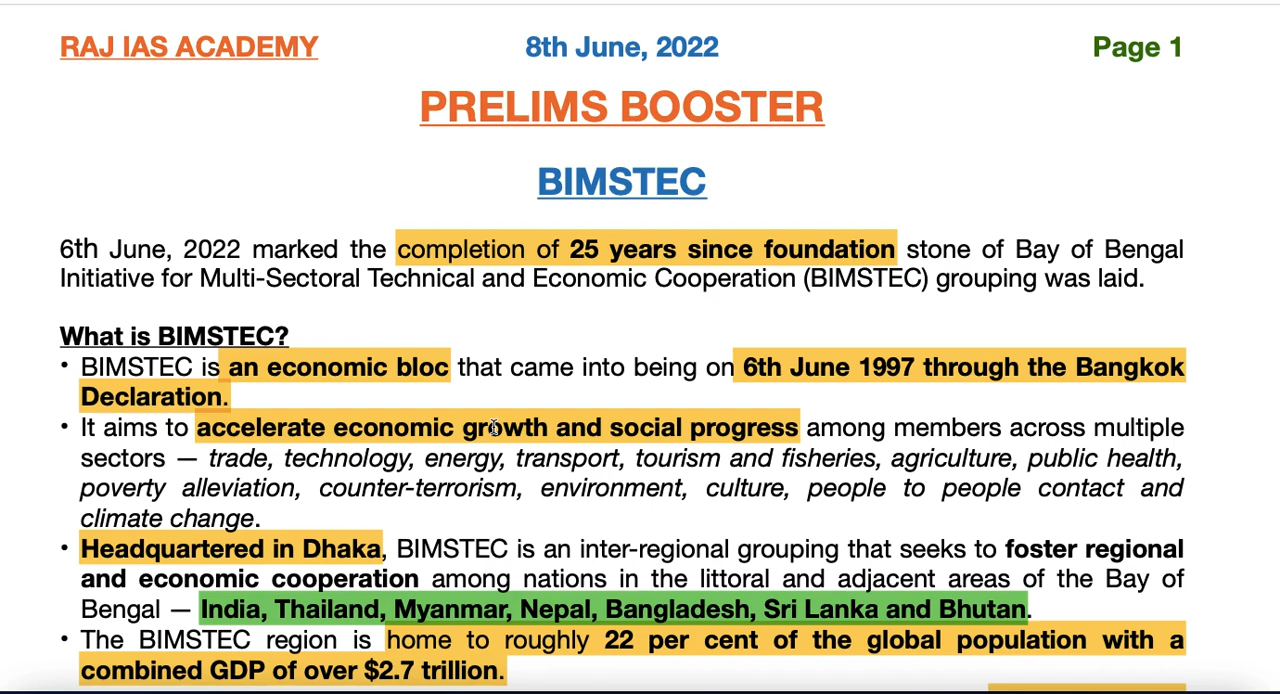 RAJ IAS ACADEMY 8th June, 2022 Page 1
PRELIMS BOOSTER
BIMSTEC
6th June, 2022 marked the completion of 25 years since foundation stone of Bay of Bengal
Initiative for Multi-Sectoral Technical and Economic Cooperation (BIMSTEC) grouping was laid.
What is BIMSTEC?
• BIMSTEC is an economic bloc that came into being on 6th June 1997 through the Bangkok
Declaration.
• It aims to accelerate economic growth and social progress among members across multiple
sectors — trade, technology, energy, transport, tourism and fisheries, agriculture, public health,
poverty alleviation, counter-terrorism, environment, culture, people to people contact and
climate change.
• Headquartered in Dhaka, BIMSTEC is an inter-regional grouping that seeks to foster regional
and economic cooperation among nations in the littoral and adjacent areas of the Bay of
Bengal — India, Thailand, Myanmar, Nepal, Bangladesh, Sri Lanka and Bhutan.
• The BIMSTEC region is home to roughly 22 per cent of the global population with a
combined GDP of over $2.7 trillion.